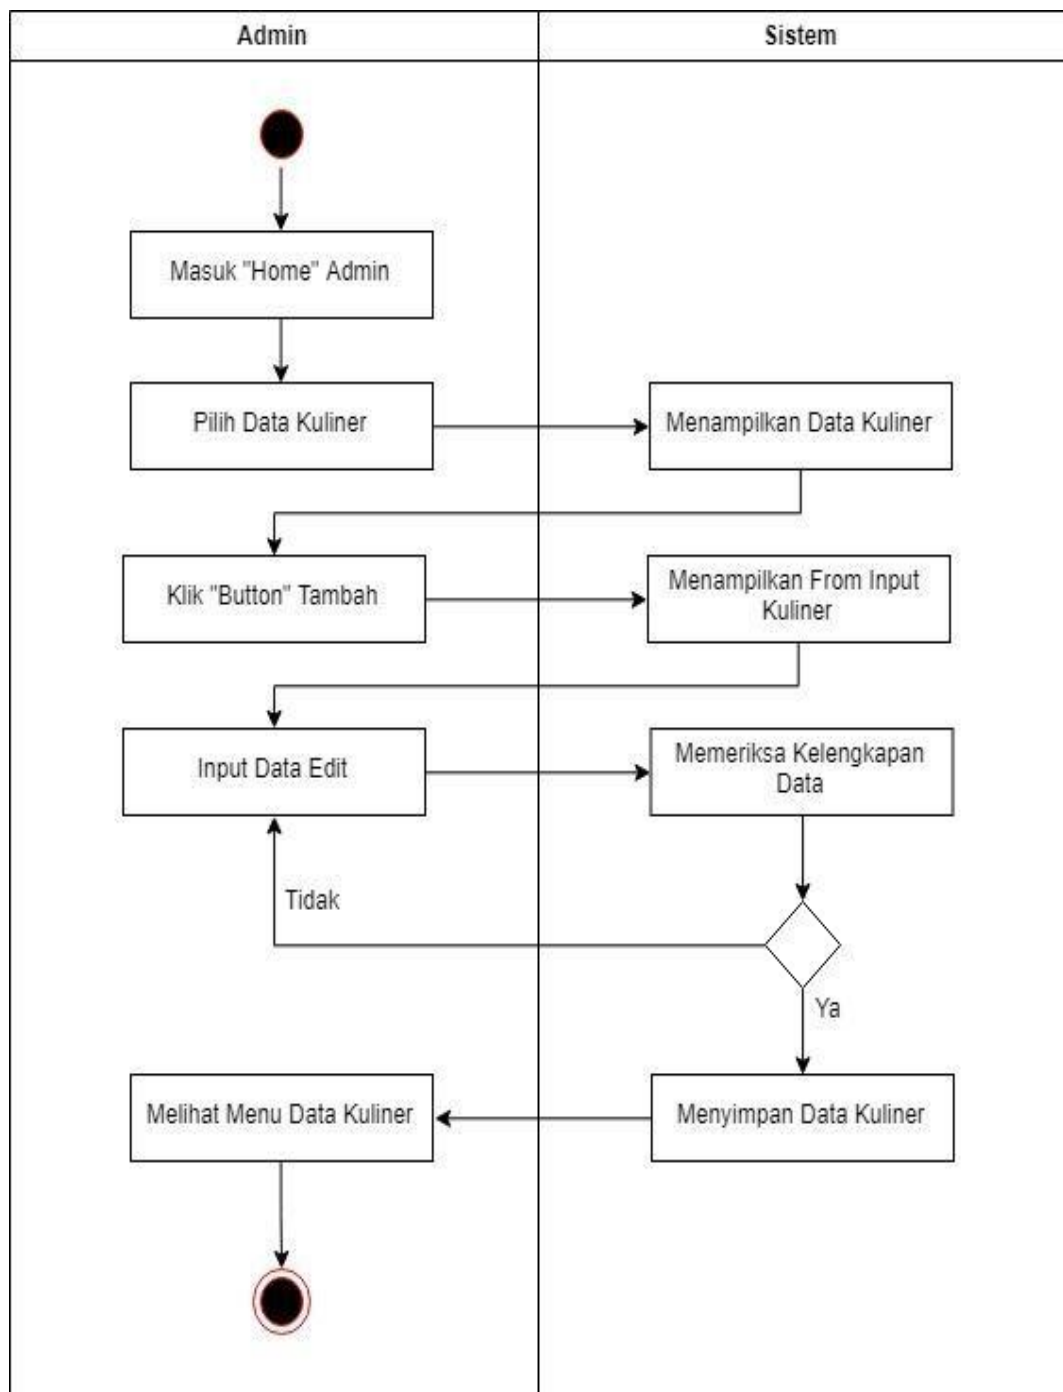 Admin
Sistem
Masuk "Home" Admin
Pilih Data Kuliner
Menampilkan Data Kuliner
Klik "Button" Tambah
Menampilkan From Input
Kuliner
Input Data Edit
Memeriksa Kelengkapan
Data
Tidak
Ya
Melihat Menu Data Kuliner
Menyimpan Data Kuliner